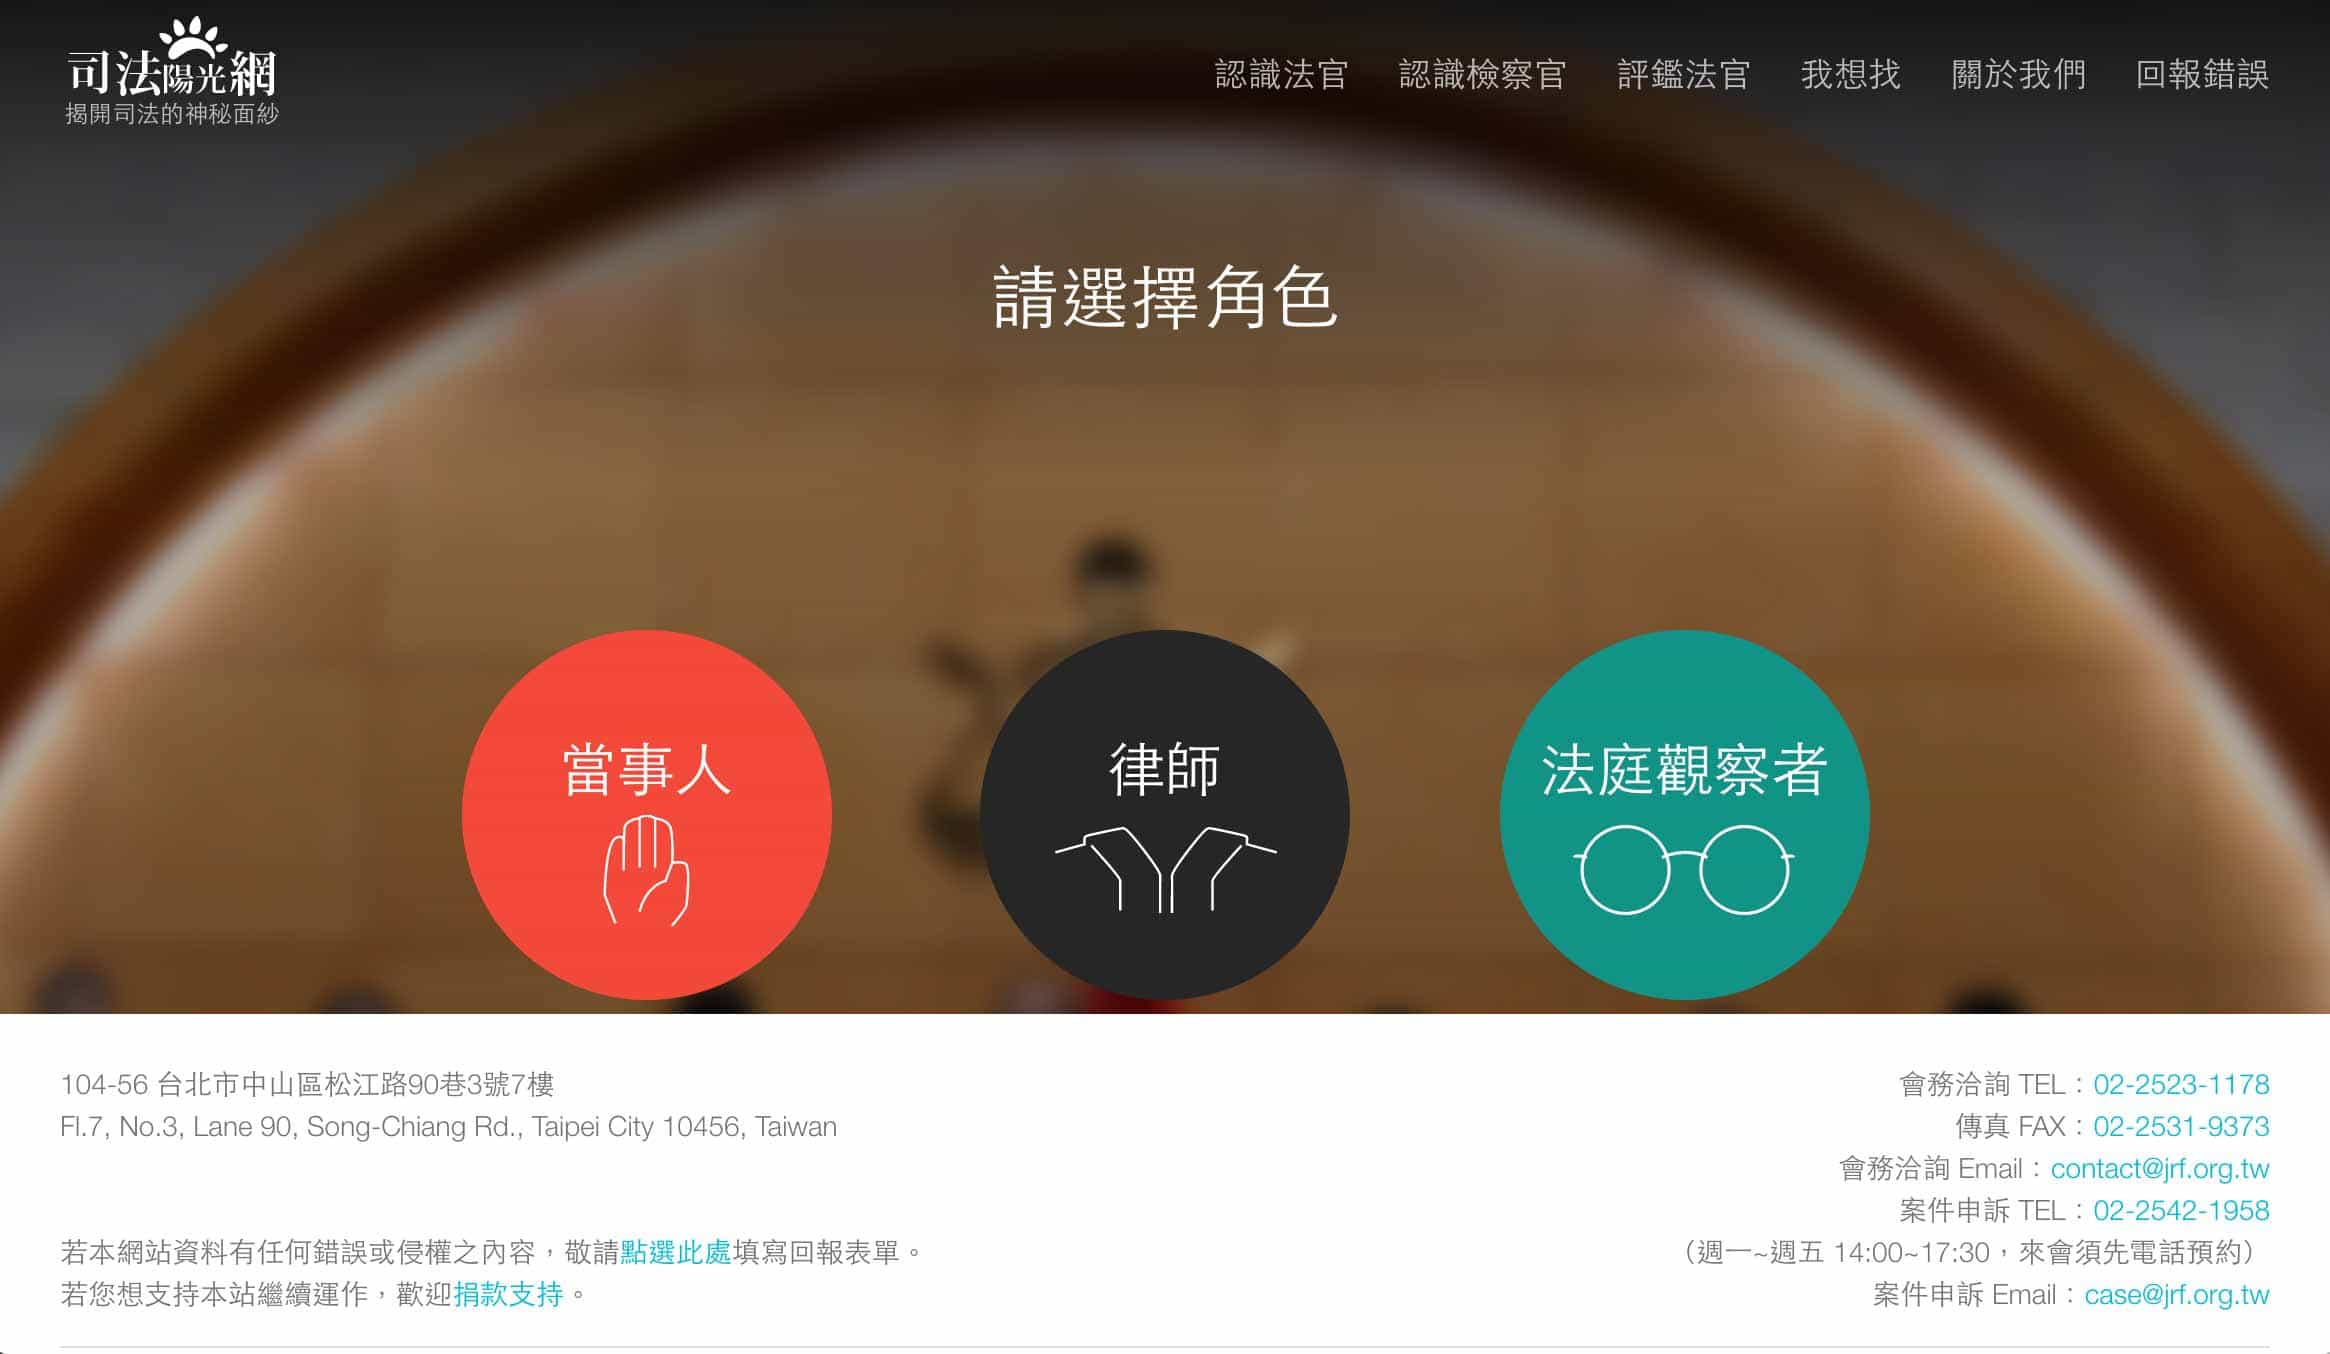 司法陽光網
揭開司法的神秘面紗
認識法官 認識檢察官 評鑑法官 我想找 關於我們 回報錯誤
請選擇角色
當事人
律師
法庭觀察者
104-56 台北市中山區松江路90巷3號7樓
Fl.7, No.3, Lane 90, Song-Chiang Rd., Taipei City 10456, Taiwan
若本網站資料有任何錯誤或侵權之內容，敬請點選此處填寫回報表單。
若您想支持本站繼續運作，歡迎捐款支持。
會務洽詢 TEL：02-2523-1178
傳真 FAX：02-2531-9373
會務洽詢 Email：contact@jrf.org.tw
案件申訴 TEL：02-2542-1958
（週一~週五 14:00~17:30，來會須先電話預約）
案件申訴 Email：case@jrf.org.tw